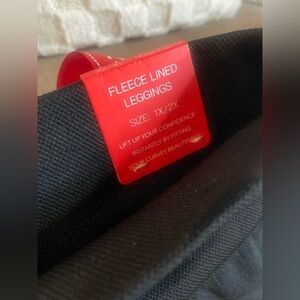 FLEECE LINED
LEGGINGS
SIZE: 1X/2X
LIFT UP YOUR CONFIDENCE
INSTANTLY BY FITTING
YOUR CURVES BEAUTIFULLY